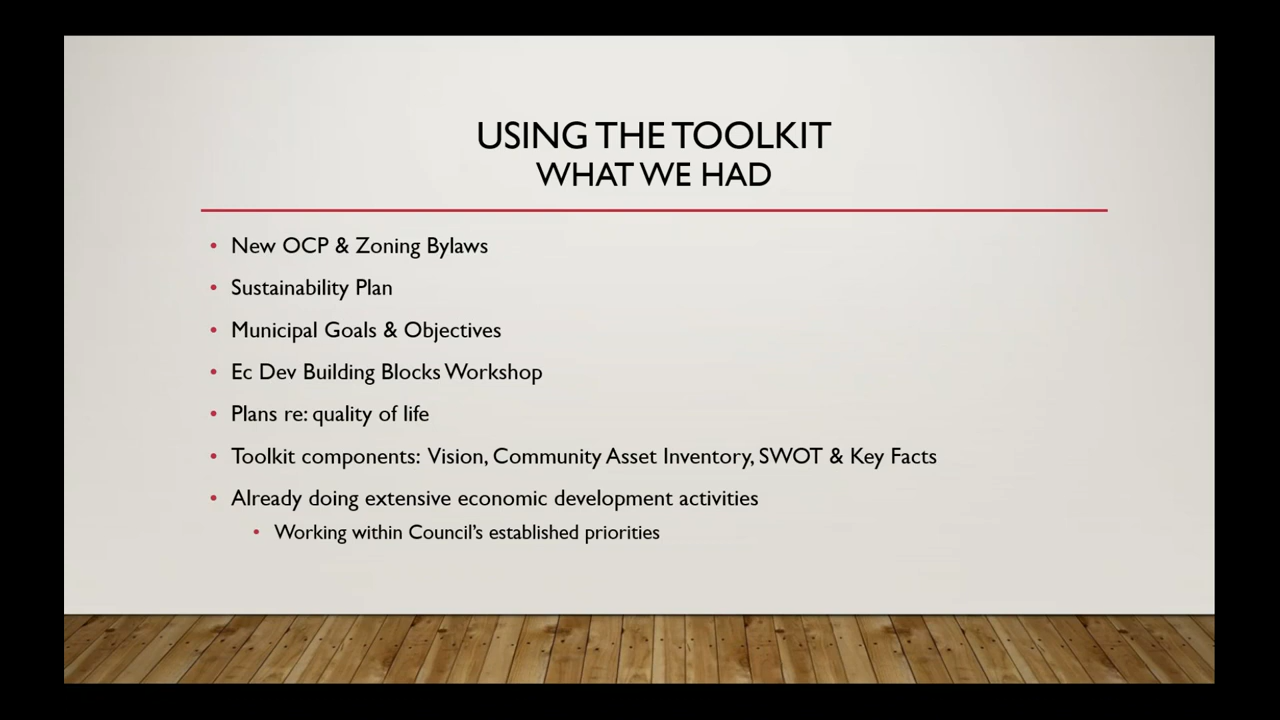 USING THE TOOLKIT
WHAT WE HAD
• New OCP & Zoning Bylaws
• Sustainability Plan
• Municipal Goals & Objectives
• Ec Dev Building Blocks Workshop
• Plans re: quality of life
• Toolkit components: Vision, Community Asset Inventory, SWOT & Key Facts
• Already doing extensive economic development activities
• Working within Council’s established priorities